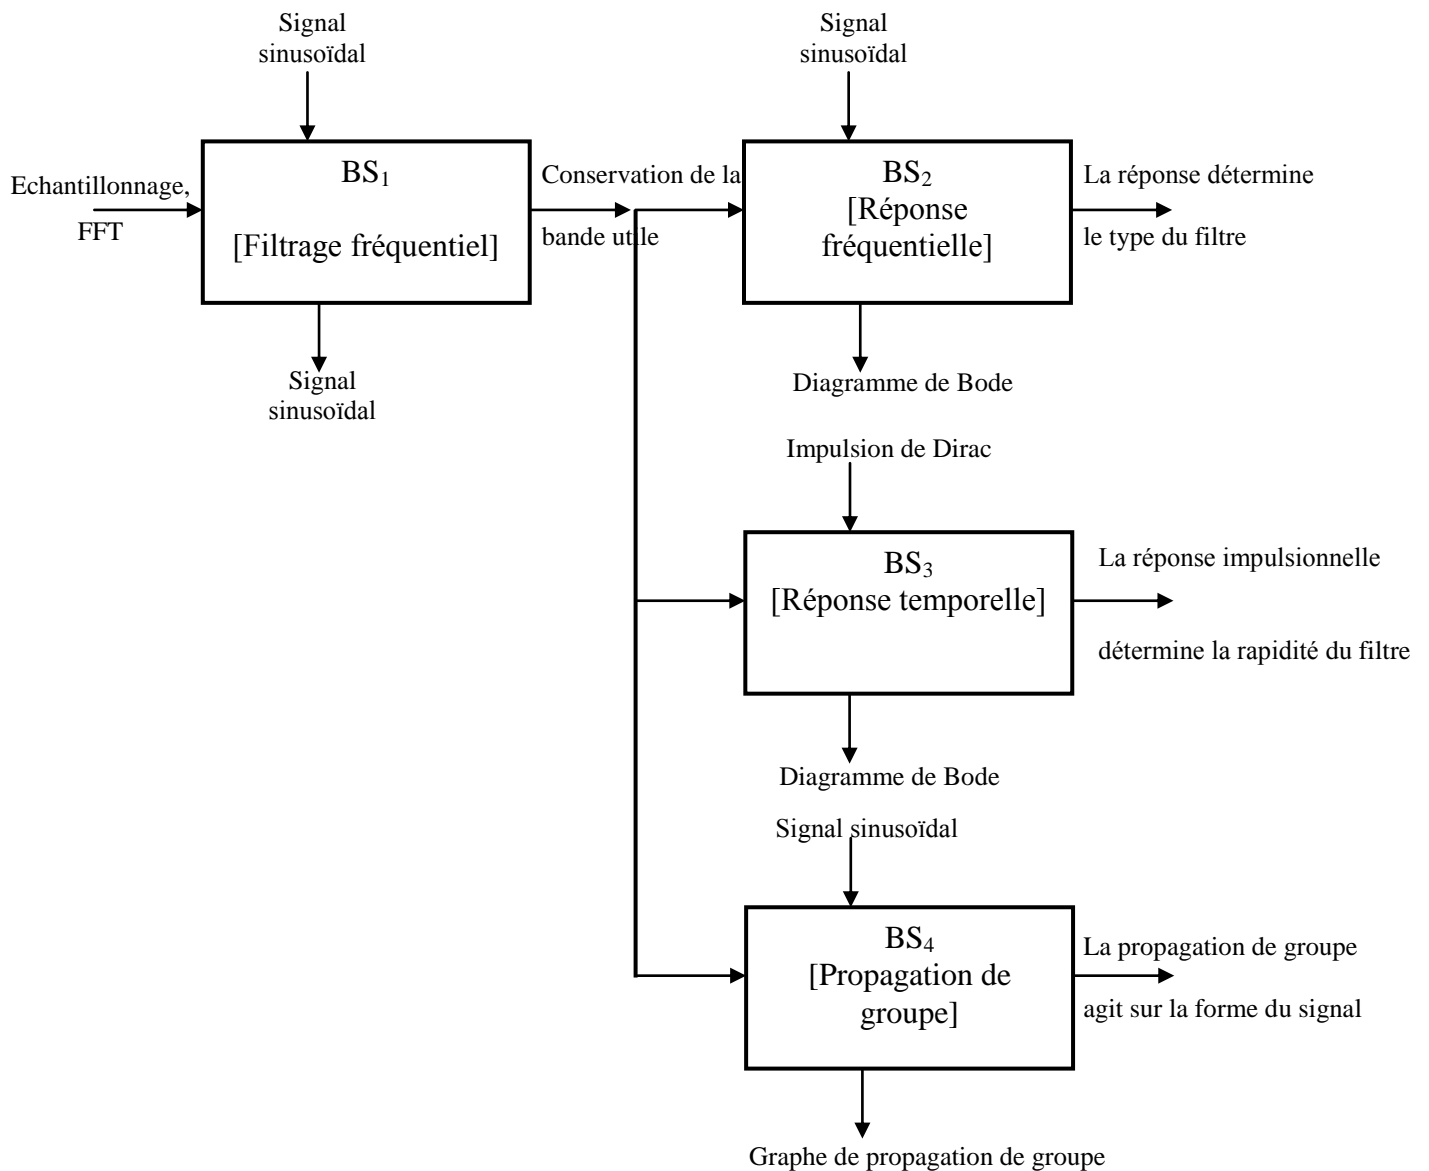 Signal
sinusoïdal
Signal
sinusoïdal
Echantillonnage,
FFT
BS₁
[Filtrage fréquentiel]
Conservation de la
bande utile
BS₂
[Réponse
fréquentielle]
La réponse détermine
le type du filtre
Signal
sinusoïdal
Diagramme de Bode
Impulsion de Dirac
BS₃
[Réponse temporelle]
La réponse impulsionnelle
détermine la rapidité du filtre
Diagramme de Bode
Signal sinusoïdal
BS₄
[Propagation de
groupe]
La propagation de groupe
agit sur la forme du signal
Graphe de propagation de groupe